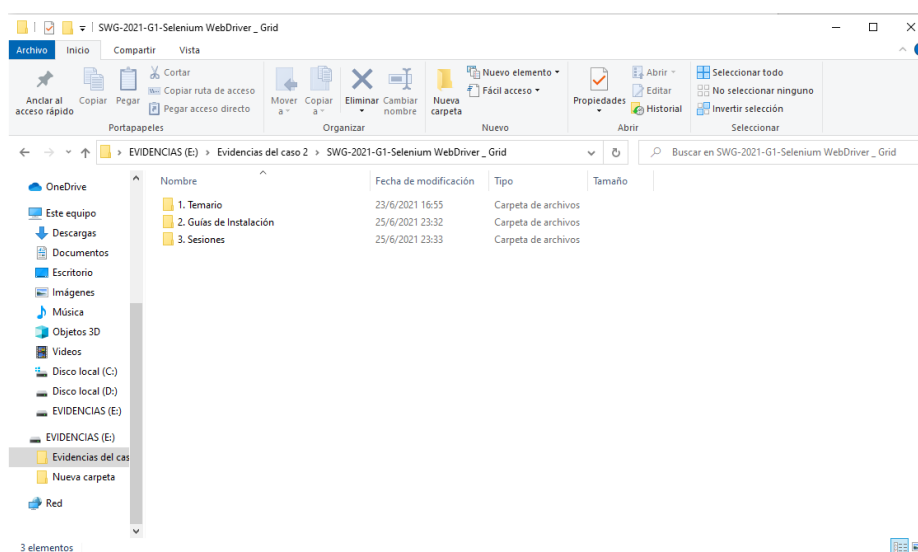 SWG-2021-G1-Selenium WebDriver _ Grid
Archivo Inicio Compartir Vista
Anclar al acceso rápido
Copiar
Pegar
Cortar
Copiar ruta de acceso
Pegar acceso directo
Mover a
Copiar a
Eliminar
Cambiar nombre
Nueva carpeta
Nuevo elemento
Fácil acceso
Propiedades
Abrir
Editar
Historial
Seleccionar todo
No seleccionar ninguno
Invertir selección
Portapapeles Organizar Nuevo Abrir Seleccionar
EVIDENCIAS (E:) Evidencias del caso 2 SWG-2021-G1-Selenium WebDriver _ Grid
Buscar en SWG-2021-G1-Selenium WebDriver _ Grid
OneDrive
Este equipo
Descargas
Documentos
Escritorio
Imágenes
Música
Objetos 3D
Videos
Disco local (C:)
Disco local (D:)
EVIDENCIAS (E:)
EVIDENCIAS (E:)
Evidencias del cas
Nueva carpeta
Red
Nombre Fecha de modificación Tipo Tamaño
1. Temario 23/6/2021 16:55 Carpeta de archivos
2. Guías de Instalación 25/6/2021 23:32 Carpeta de archivos
3. Sesiones 25/6/2021 23:33 Carpeta de archivos
3 elementos